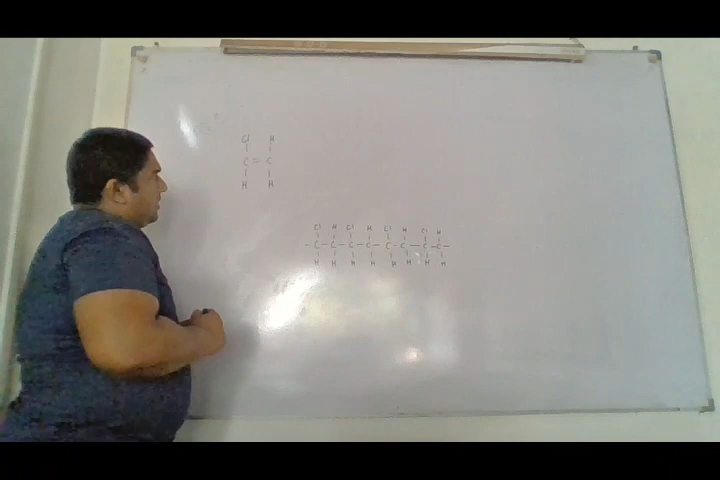 Cl H
| |
C = C
| |
H H
Cl H Cl H Cl H Cl H
| | | | | | | |
– C – C – C – C – C – C – C – C –
| | | | | | | |
H H H H H H H H